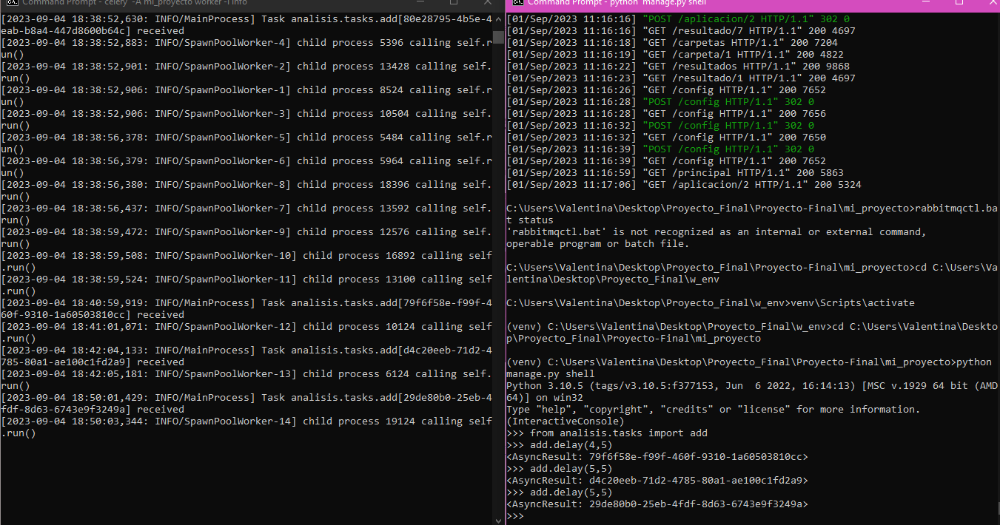 Command Prompt - celery -A mi_proyecto worker -l info
[2023-09-04 18:38:52,630: INFO/MainProcess] Task analisis.tasks.add[80e28795-4b5e-4
eab-b8a4-447d8600b64c] received
[2023-09-04 18:38:52,883: INFO/SpawnPoolWorker-4] child process 5396 calling self.r
un()
[2023-09-04 18:38:52,901: INFO/SpawnPoolWorker-2] child process 13428 calling self.
run()
[2023-09-04 18:38:52,906: INFO/SpawnPoolWorker-1] child process 8524 calling self.r
un()
[2023-09-04 18:38:52,906: INFO/SpawnPoolWorker-3] child process 10504 calling self.
run()
[2023-09-04 18:38:56,378: INFO/SpawnPoolWorker-5] child process 5484 calling self.r
un()
[2023-09-04 18:38:56,379: INFO/SpawnPoolWorker-6] child process 5964 calling self.r
un()
[2023-09-04 18:38:56,380: INFO/SpawnPoolWorker-8] child process 18396 calling self.
run()
[2023-09-04 18:38:56,437: INFO/SpawnPoolWorker-7] child process 13592 calling self.
run()
[2023-09-04 18:38:59,472: INFO/SpawnPoolWorker-9] child process 12576 calling self.
run()
[2023-09-04 18:38:59,508: INFO/SpawnPoolWorker-10] child process 16892 calling self
.run()
[2023-09-04 18:38:59,524: INFO/SpawnPoolWorker-11] child process 13100 calling self
.run()
[2023-09-04 18:40:59,919: INFO/MainProcess] Task analisis.tasks.add[79f6f58e-f99f-4
60f-9310-1a60503810cc] received
[2023-09-04 18:41:01,071: INFO/SpawnPoolWorker-12] child process 10124 calling self
.run()
[2023-09-04 18:42:04,133: INFO/MainProcess] Task analisis.tasks.add[d4c20eeb-71d2-4
785-80a1-ae100c1fd2a9] received
[2023-09-04 18:42:05,181: INFO/SpawnPoolWorker-13] child process 6124 calling self.
run()
[2023-09-04 18:50:01,429: INFO/MainProcess] Task analisis.tasks.add[29de80b0-25eb-4
fdf-8d63-6743e9f3249a] received
[2023-09-04 18:50:03,344: INFO/SpawnPoolWorker-14] child process 19124 calling self
.run()
Command Prompt - python manage.py shell
[01/Sep/2023 11:16:16] "POST /aplicacion/2 HTTP/1.1" 302 0
[01/Sep/2023 11:16:16] "GET /resultado/7 HTTP/1.1" 200 4697
[01/Sep/2023 11:16:18] "GET /carpetas HTTP/1.1" 200 7204
[01/Sep/2023 11:16:19] "GET /carpeta/1 HTTP/1.1" 200 4822
[01/Sep/2023 11:16:22] "GET /resultados HTTP/1.1" 200 9868
[01/Sep/2023 11:16:23] "GET /resultado/1 HTTP/1.1" 200 4697
[01/Sep/2023 11:16:26] "GET /config HTTP/1.1" 200 7652
[01/Sep/2023 11:16:28] "POST /config HTTP/1.1" 302 0
[01/Sep/2023 11:16:28] "GET /config HTTP/1.1" 200 7656
[01/Sep/2023 11:16:32] "POST /config HTTP/1.1" 302 0
[01/Sep/2023 11:16:32] "GET /config HTTP/1.1" 200 7650
[01/Sep/2023 11:16:39] "POST /config HTTP/1.1" 302 0
[01/Sep/2023 11:16:39] "GET /config HTTP/1.1" 200 7652
[01/Sep/2023 11:16:59] "GET /principal HTTP/1.1" 200 5863
[01/Sep/2023 11:17:06] "GET /aplicacion/2 HTTP/1.1" 200 5324
C:\Users\Valentina\Desktop\Proyecto_Final\Proyecto-Final\mi_proyecto>rabbitmqctl.ba
t status
'rabbitmqctl.bat' is not recognized as an internal or external command,
operable program or batch file.
C:\Users\Valentina\Desktop\Proyecto_Final\Proyecto-Final\mi_proyecto>cd C:\Users\Va
lentina\Desktop\Proyecto_Final\w_env
C:\Users\Valentina\Desktop\Proyecto_Final\w_env>venv\Scripts\activate
(venv) C:\Users\Valentina\Desktop\Proyecto_Final\w_env>cd C:\Users\Valentina\Deskto
p\Proyecto_Final\Proyecto-Final\mi_proyecto
(venv) C:\Users\Valentina\Desktop\Proyecto_Final\Proyecto-Final\mi_proyecto>python
manage.py shell
Python 3.10.5 (tags/v3.10.5:f377153, Jun  6 2022, 16:14:13) [MSC v.1929 64 bit (AMD
64)] on win32
Type "help", "copyright", "credits" or "license" for more information.
(InteractiveConsole)
>>> from analisis.tasks import add
>>> add.delay(4,5)
<AsyncResult: 79f6f58e-f99f-460f-9310-1a60503810cc>
>>> add.delay(5,5)
<AsyncResult: d4c20eeb-71d2-4785-80a1-ae100c1fd2a9>
>>> add.delay(5,5)
<AsyncResult: 29de80b0-25eb-4fdf-8d63-6743e9f3249a>
>>>